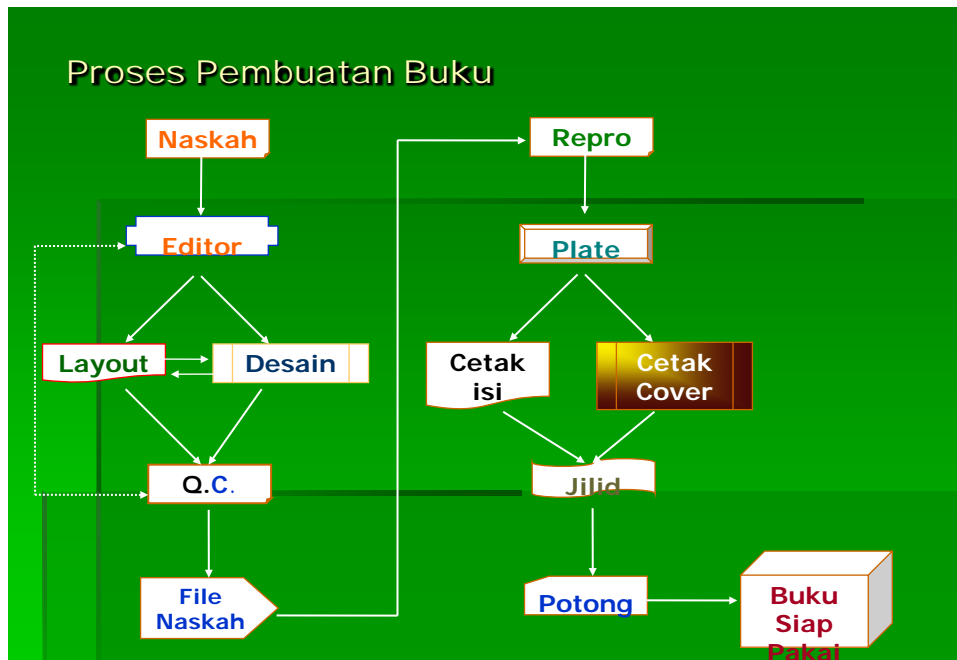 Proses Pembuatan Buku
Naskah
Editor
Layout
Desain
Q.C.
File
Naskah
Repro
Plate
Cetak
isi
Cetak
Cover
Jilid
Potong
Buku
Siap
Pakai